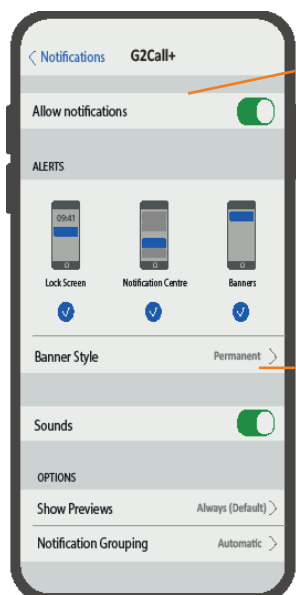 Notifications G2Call+
Allow notifications
ALERTS
09:41
Lock Screen Notification Centre Banners
Banner Style Permanent
Sounds
OPTIONS
Show Previews Always (Default)
Notification Grouping Automatic